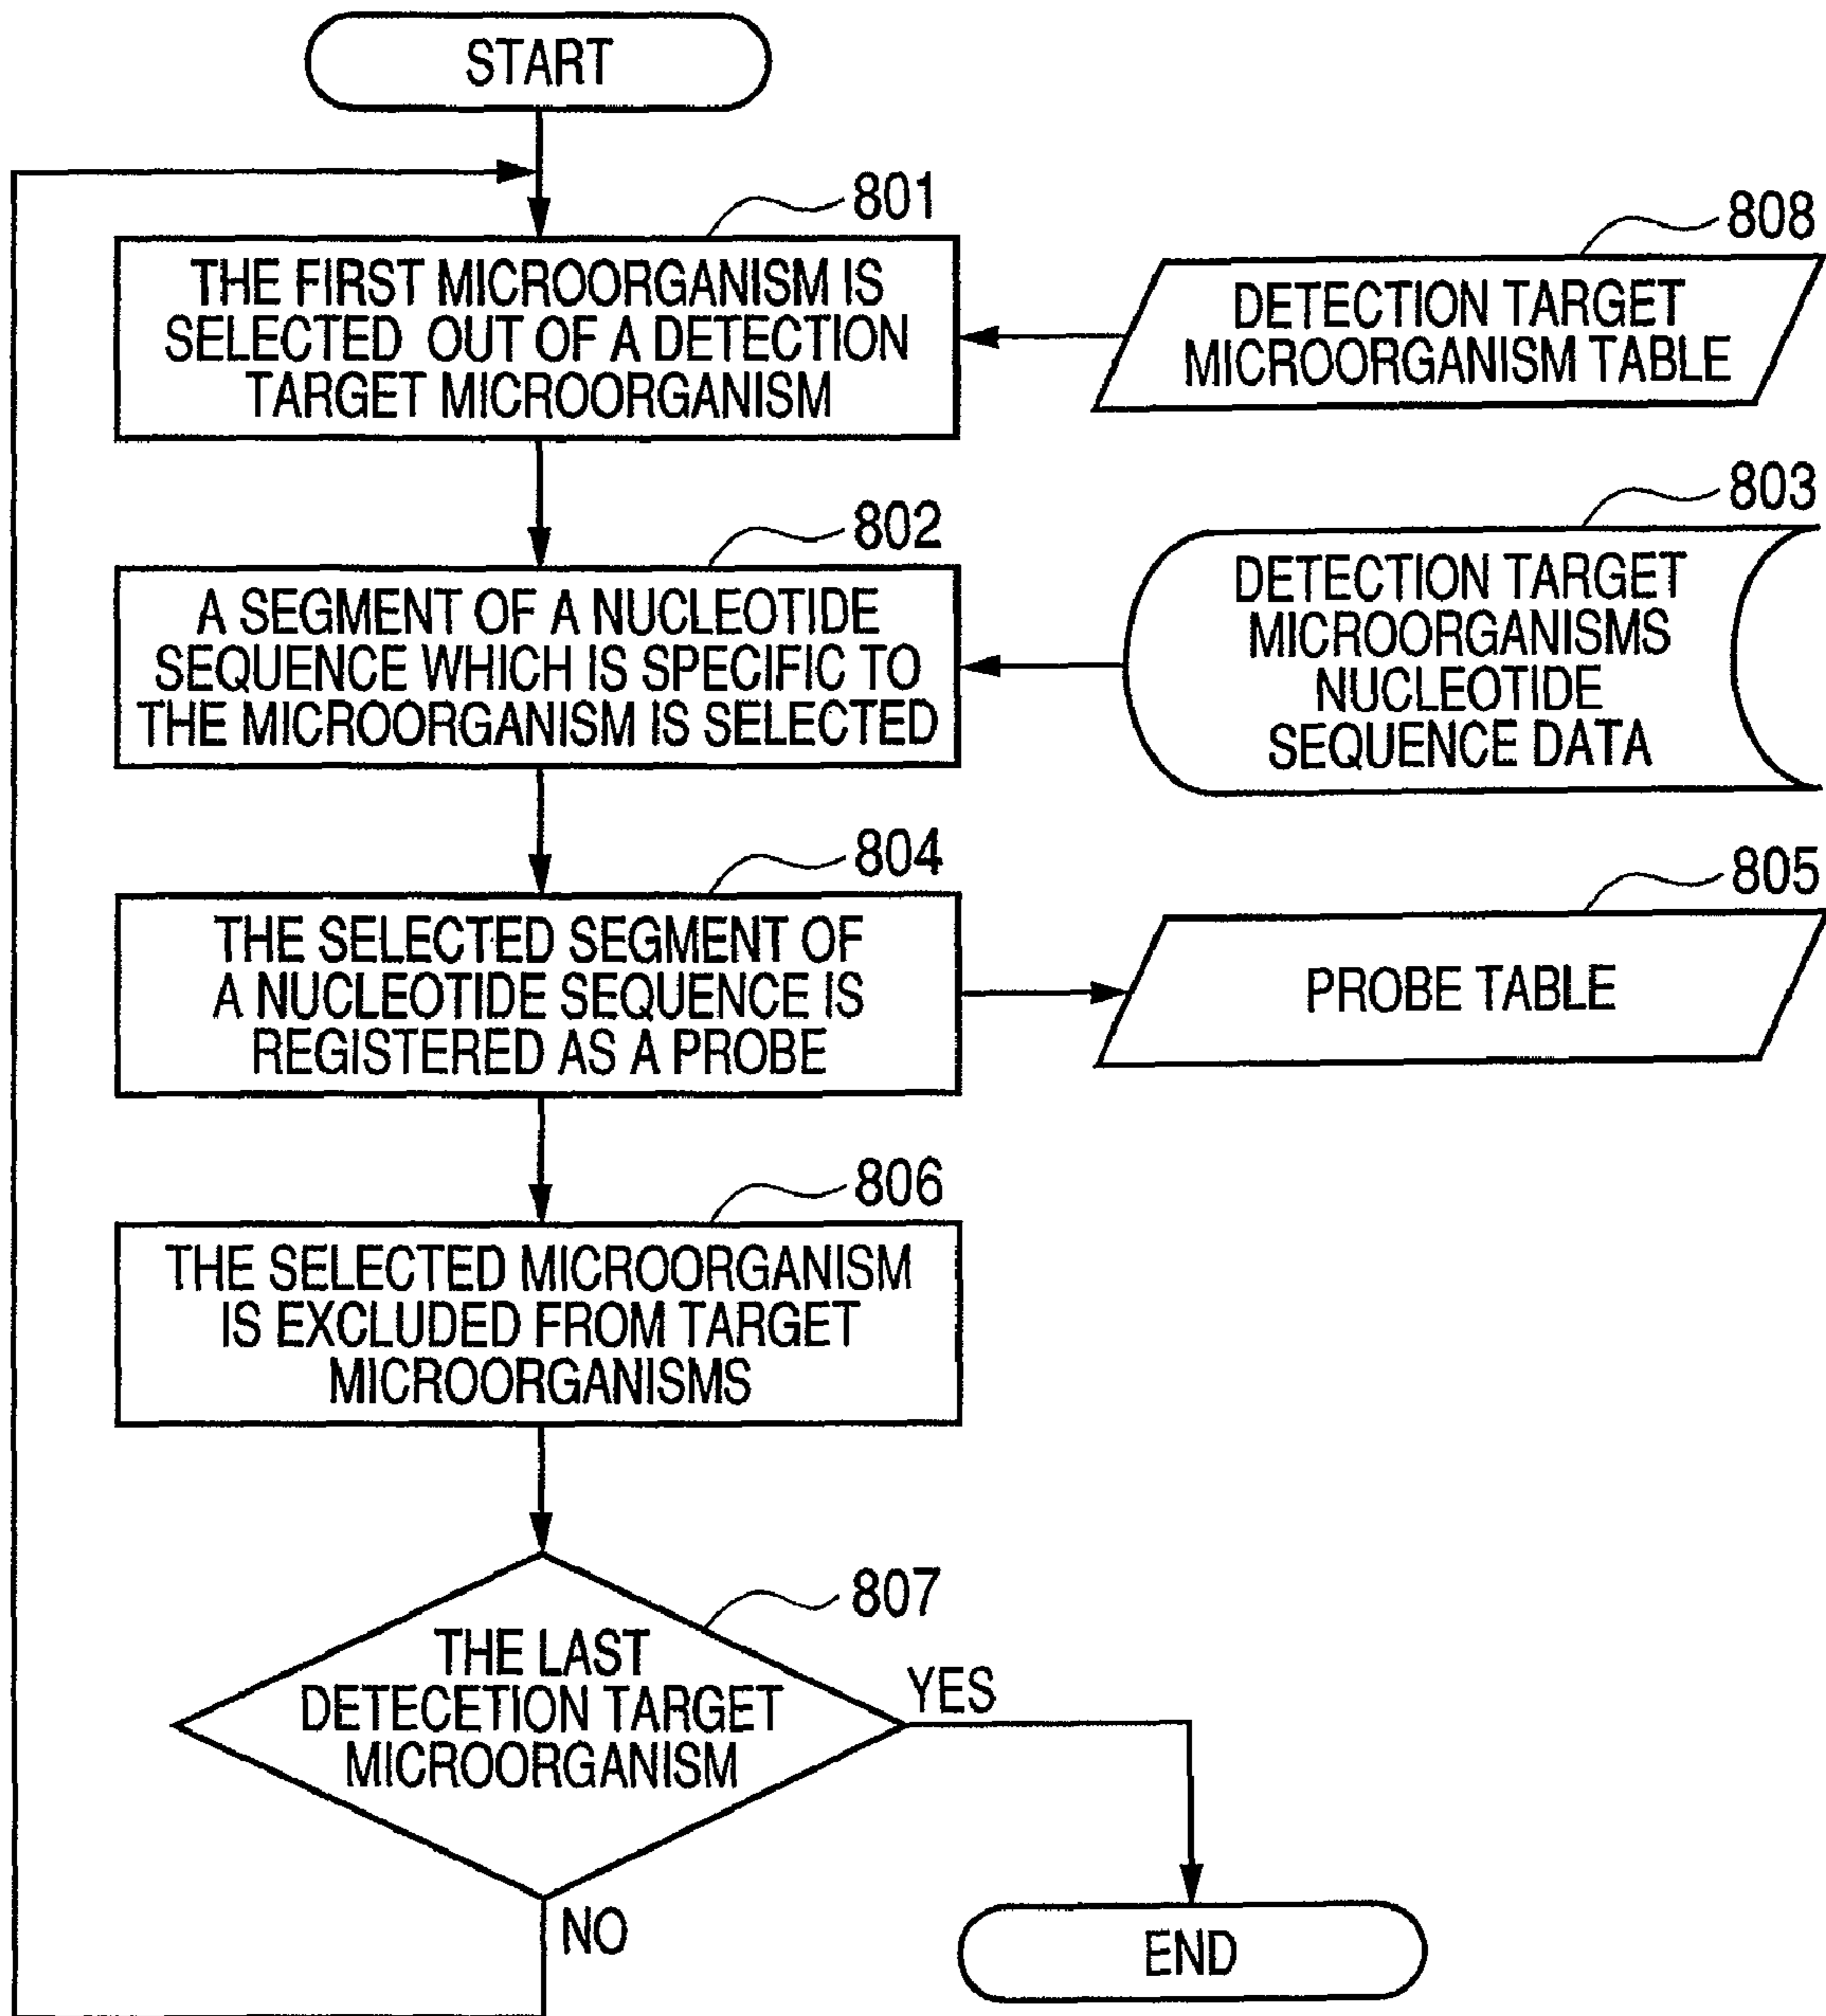 START
801
THE FIRST MICROORGANISM IS
SELECTED OUT OF A DETECTION
TARGET MICROORGANISM
808
DETECTION TARGET
MICROORGANISM TABLE
802
A SEGMENT OF A NUCLEOTIDE
SEQUENCE WHICH IS SPECIFIC TO
THE MICROORGANISM IS SELECTED
803
DETECTION TARGET
MICROORGANISMS
NUCLEOTIDE
SEQUENCE DATA
804
THE SELECTED SEGMENT OF
A NUCLEOTIDE SEQUENCE IS
REGISTERED AS A PROBE
805
PROBE TABLE
806
THE SELECTED MICROORGANISM
IS EXCLUDED FROM TARGET
MICROORGANISMS
807
THE LAST
DETECETION TARGET
MICROORGANISM
YES
NO
END